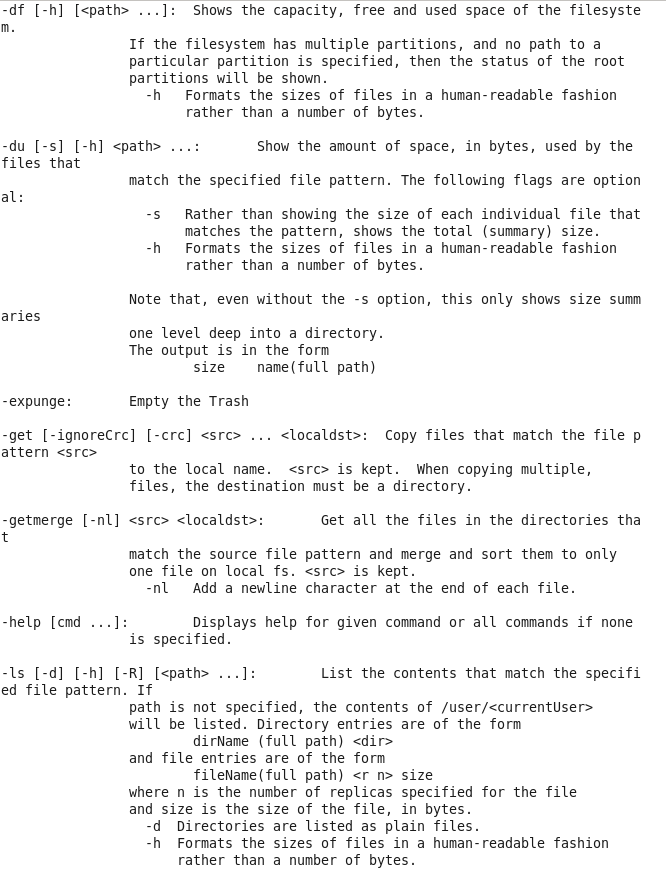 -df [-h] [<path> ...]:  Shows the capacity, free and used space of the filesyste
m.
                If the filesystem has multiple partitions, and no path to a
                particular partition is specified, then the status of the root
                partitions will be shown.
                  -h   Formats the sizes of files in a human-readable fashion
                       rather than a number of bytes.

-du [-s] [-h] <path> ...:       Show the amount of space, in bytes, used by the
files that
                match the specified file pattern. The following flags are option
al:
                  -s   Rather than showing the size of each individual file that
                       matches the pattern, shows the total (summary) size.
                  -h   Formats the sizes of files in a human-readable fashion
                       rather than a number of bytes.

                Note that, even without the -s option, this only shows size summ
aries
                one level deep into a directory.
                The output is in the form
                        size    name(full path)

-expunge:       Empty the Trash

-get [-ignoreCrc] [-crc] <src> ... <localdst>:  Copy files that match the file p
attern <src>
                to the local name.  <src> is kept.  When copying multiple,
                files, the destination must be a directory.

-getmerge [-nl] <src> <localdst>:       Get all the files in the directories tha
t
                match the source file pattern and merge and sort them to only
                one file on local fs. <src> is kept.
                  -nl   Add a newline character at the end of each file.

-help [cmd ...]:        Displays help for given command or all commands if none
                is specified.

-ls [-d] [-h] [-R] [<path> ...]:        List the contents that match the specifi
ed file pattern. If
                path is not specified, the contents of /user/<currentUser>
                will be listed. Directory entries are of the form
                        dirName (full path) <dir>
                and file entries are of the form
                        fileName(full path) <r n> size
                where n is the number of replicas specified for the file
                and size is the size of the file, in bytes.
                  -d  Directories are listed as plain files.
                  -h  Formats the sizes of files in a human-readable fashion
                      rather than a number of bytes.